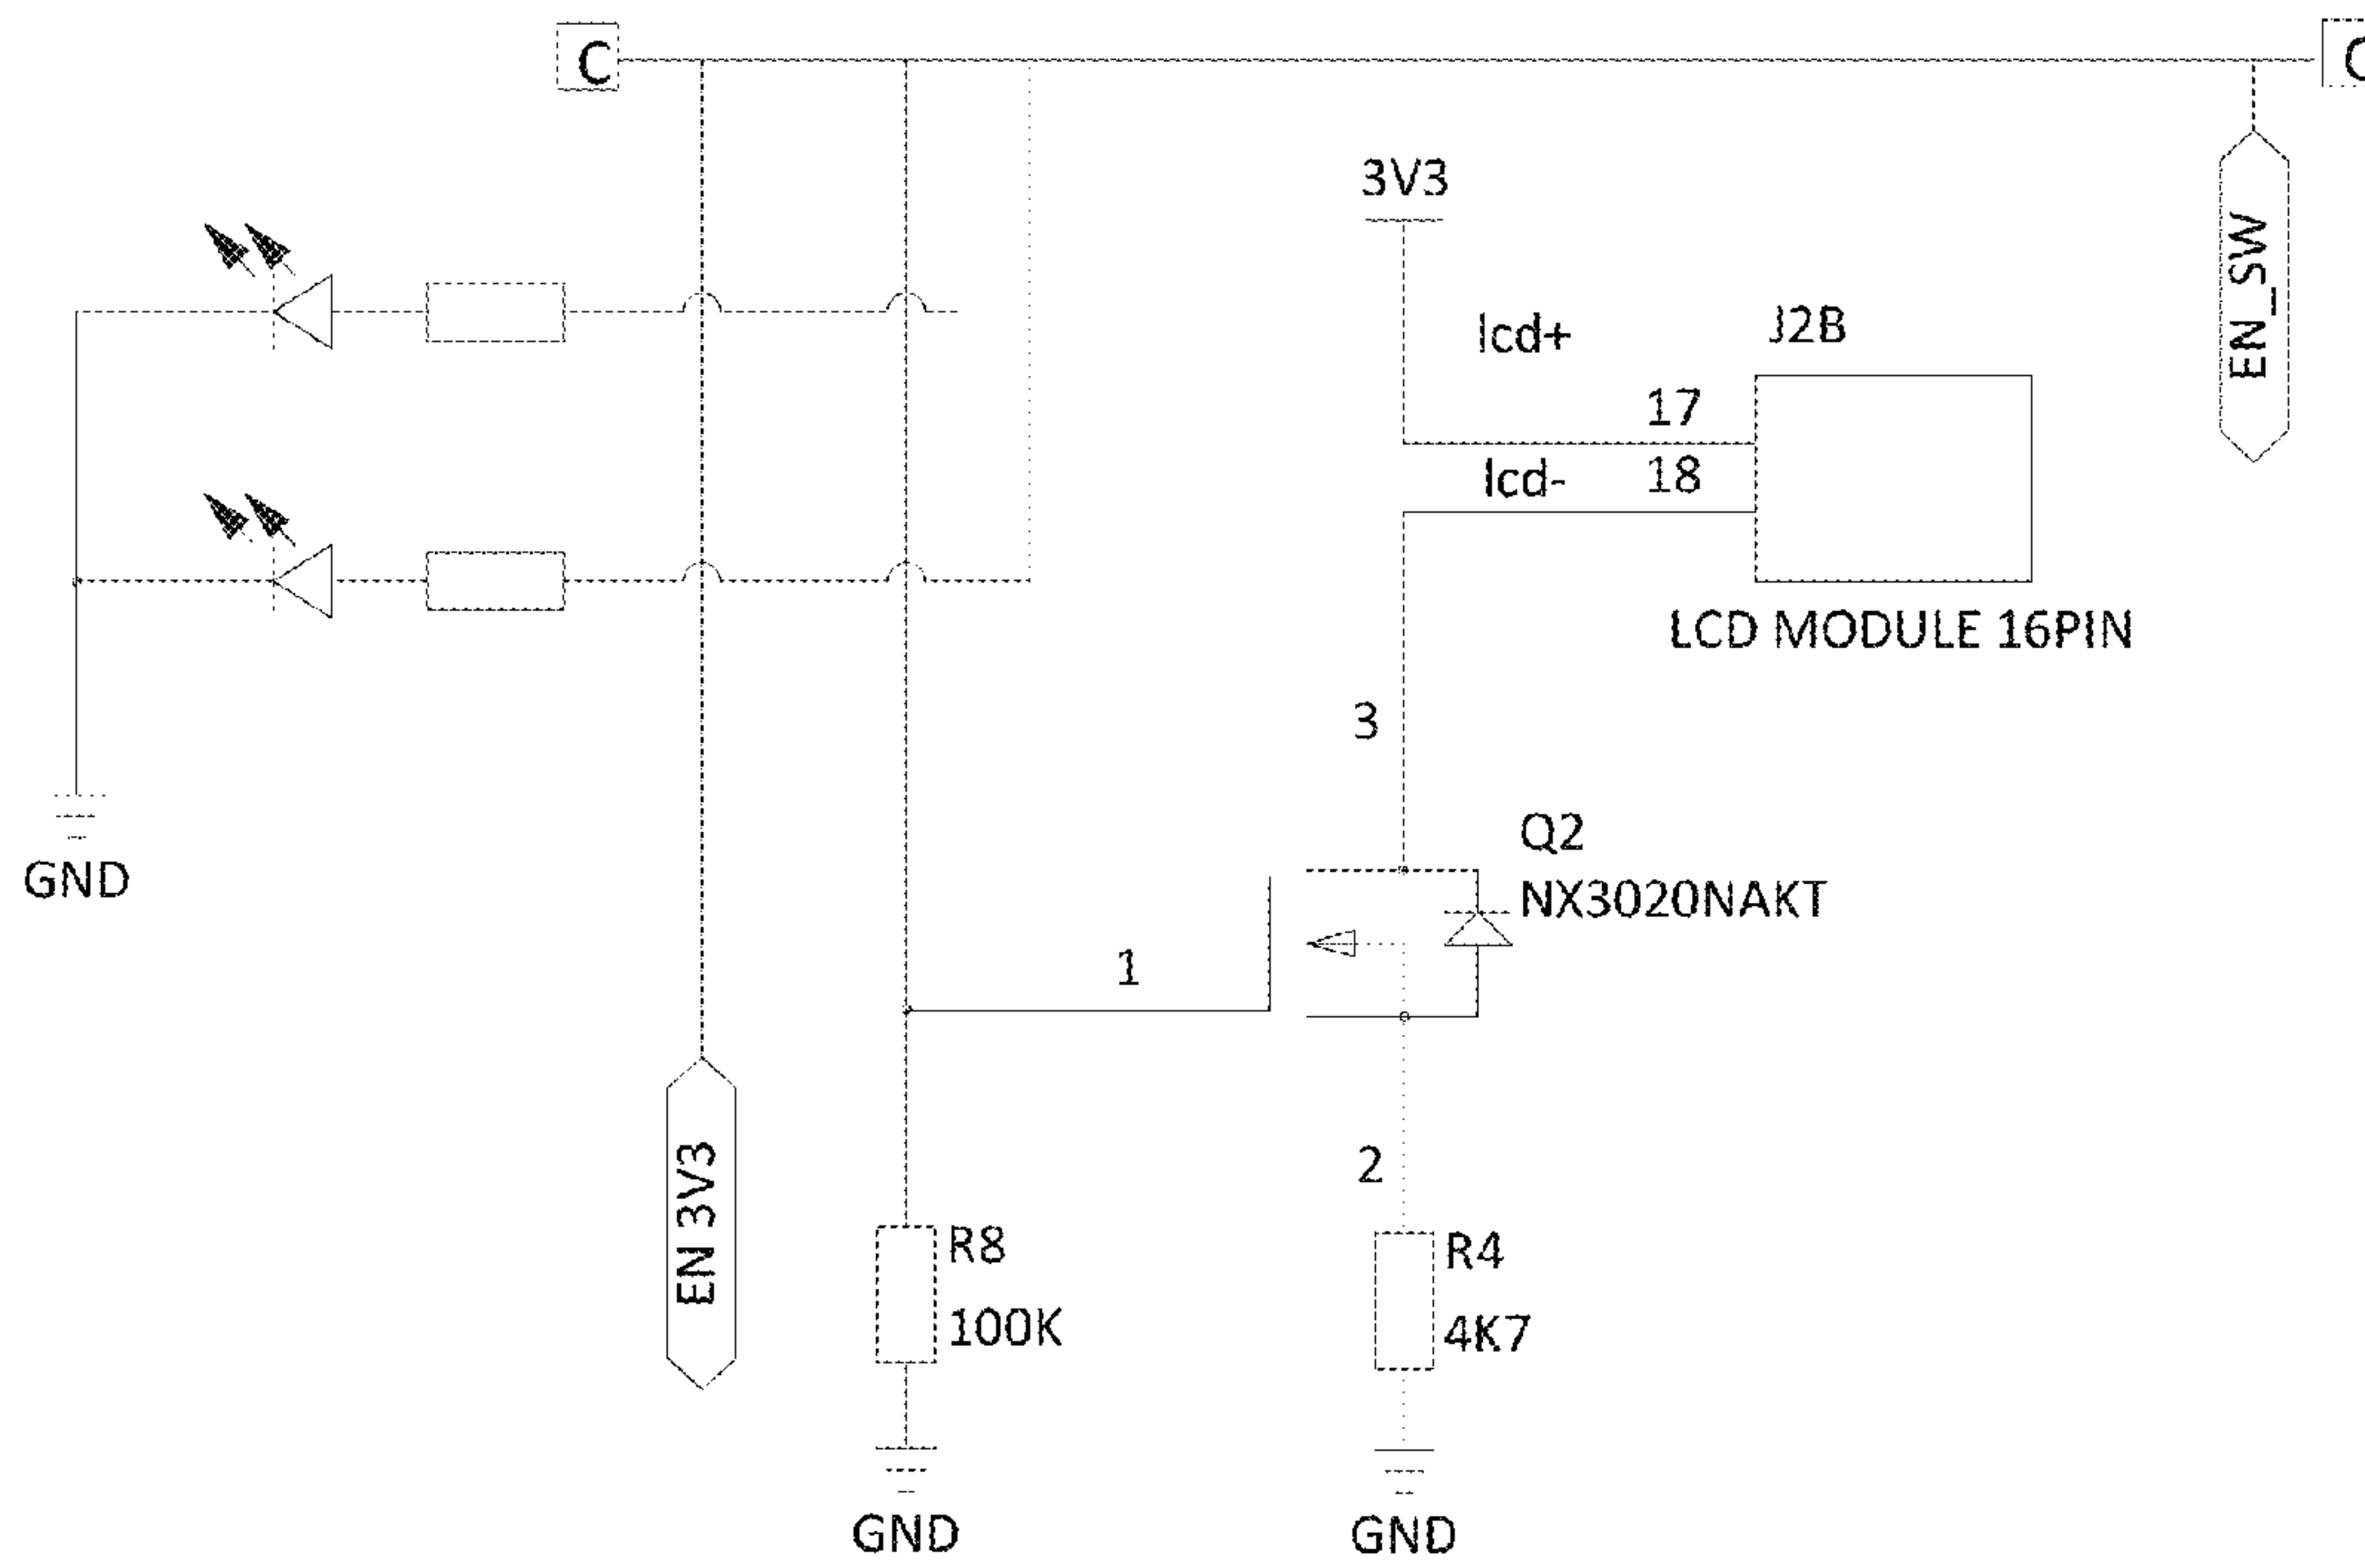 C
C
3V3
EN_SW
lcd+
J2B
17
lcd-
18
LCD MODULE 16PIN
3
Q2
GND
NX3020NAKT
1
EN 3V3
2
R8
R4
100K
4K7
GND
GND